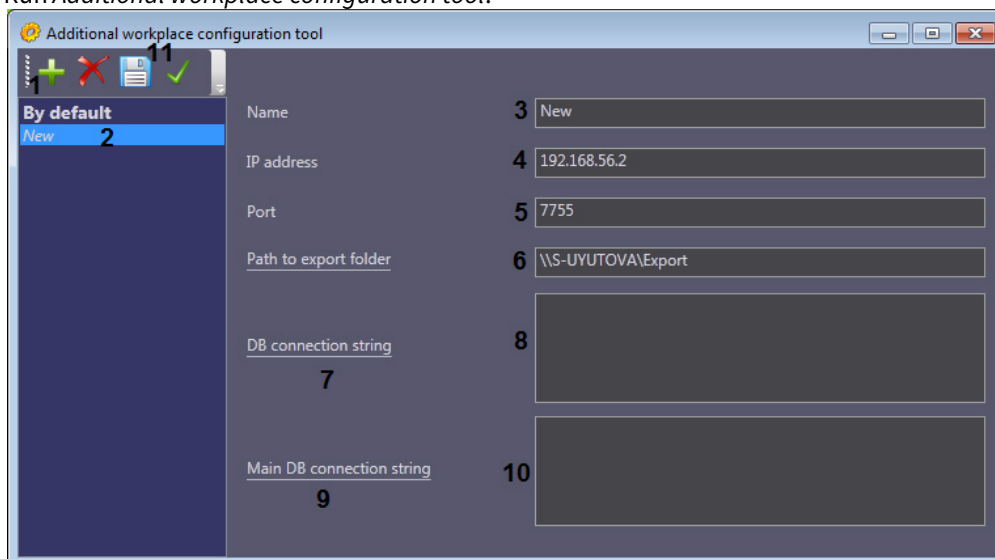 Run Additional workplace configuration tool.
Additional workplace configuration tool
11
1
By default
New 2
Name 3 New
IP address 4 192.168.56.2
Port 5 7755
Path to export folder 6 \\S-UYUTOVA\Export
DB connection string 8
7
Main DB connection string 10
9